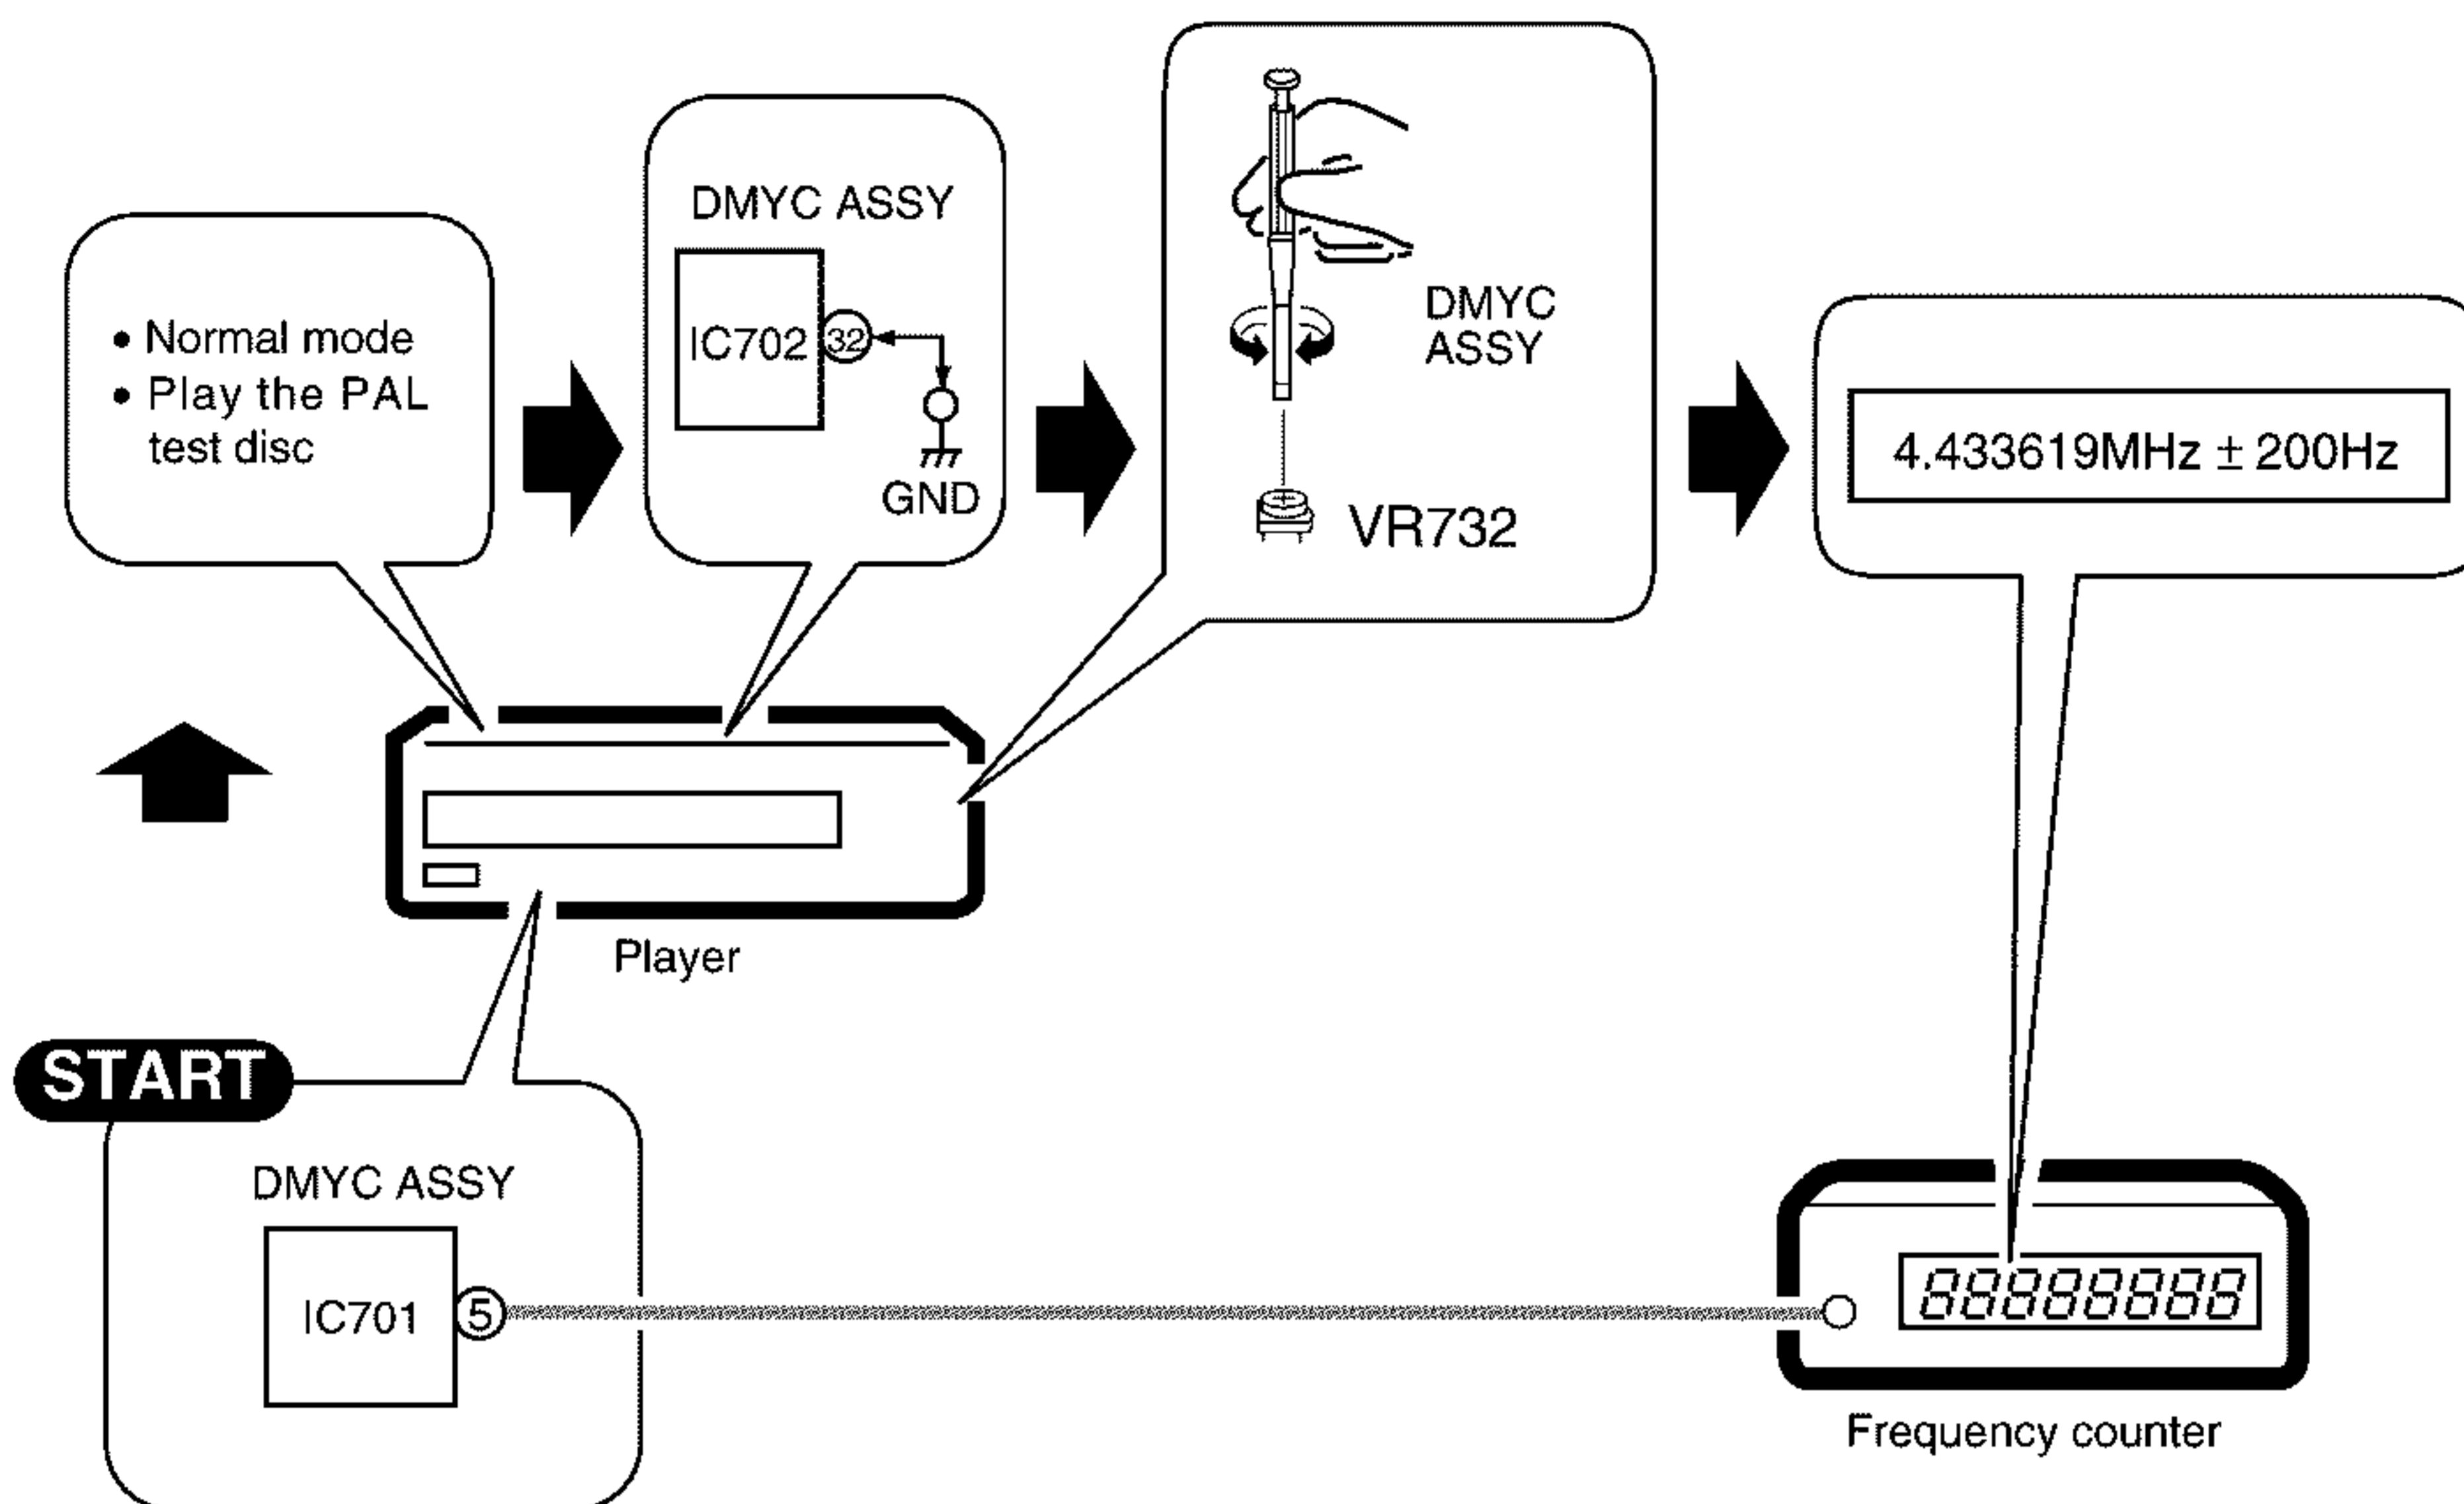 • Normal mode
• Play the PAL
test disc
DMYC ASSY
IC702
32
GND
DMYC
ASSY
VR732
4.433619MHz ± 200Hz
Player
START
DMYC ASSY
IC701
5
88888888
Frequency counter